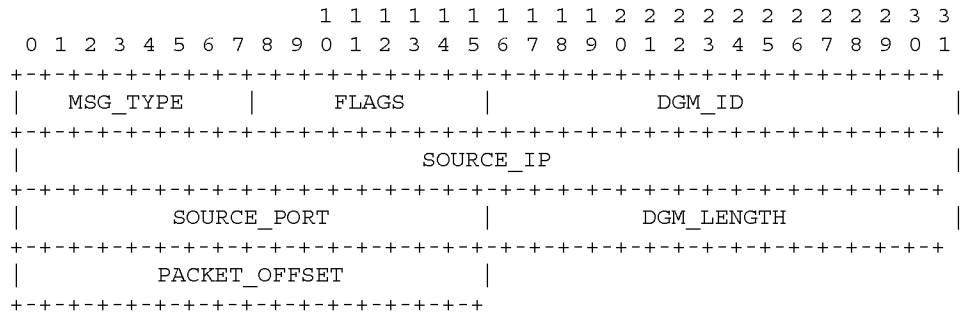 1 1 1 1 1 1 1 1 1 1 2 2 2 2 2 2 2 2 2 2 3 3
0 1 2 3 4 5 6 7 8 9 0 1 2 3 4 5 6 7 8 9 0 1 2 3 4 5 6 7 8 9 0 1
+-+-+-+-+-+-+-+-+-+-+-+-+-+-+-+-+-+-+-+-+-+-+-+-+-+-+-+-+-+-+-+-+
| MSG_TYPE | FLAGS | DGM_ID |
+-+-+-+-+-+-+-+-+-+-+-+-+-+-+-+-+-+-+-+-+-+-+-+-+-+-+-+-+-+-+-+-+
| SOURCE_IP |
+-+-+-+-+-+-+-+-+-+-+-+-+-+-+-+-+-+-+-+-+-+-+-+-+-+-+-+-+-+-+-+-+
| SOURCE_PORT | DGM_LENGTH |
+-+-+-+-+-+-+-+-+-+-+-+-+-+-+-+-+-+-+-+-+-+-+-+-+-+-+-+-+-+-+-+-+
| PACKET_OFFSET |
+-+-+-+-+-+-+-+-+-+-+-+-+-+-+-+-+